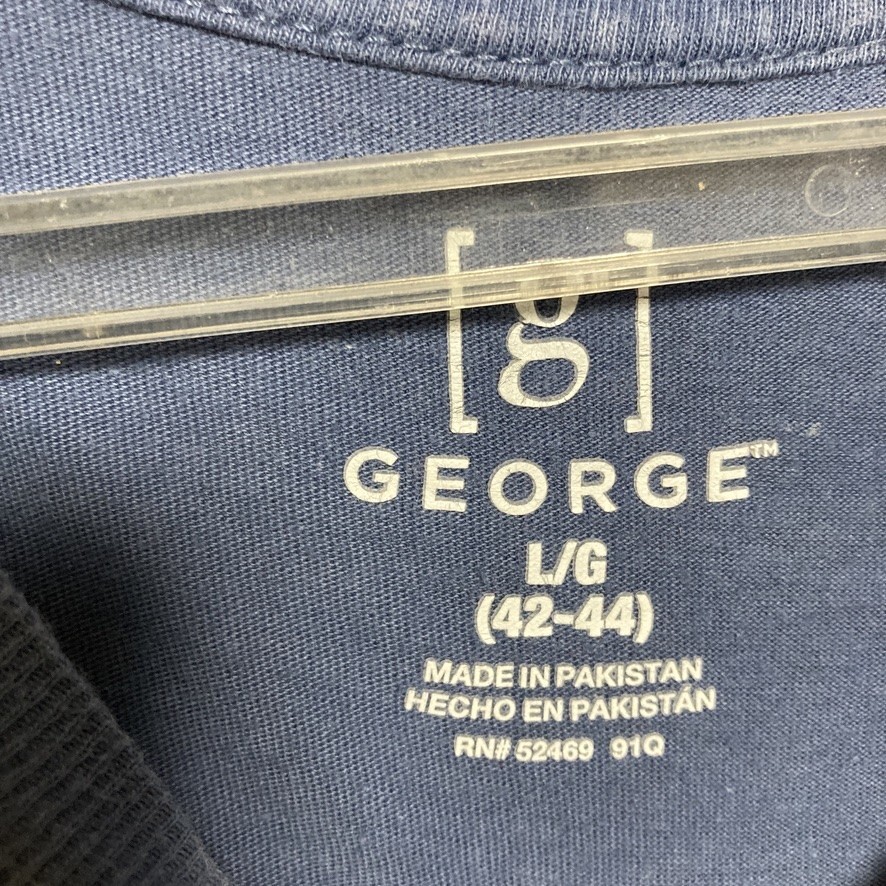 [g]
GEORGE™
L/G
(42-44)
MADE IN PAKISTAN
HECHO EN PAKISTÁN
RN# 52469 91Q